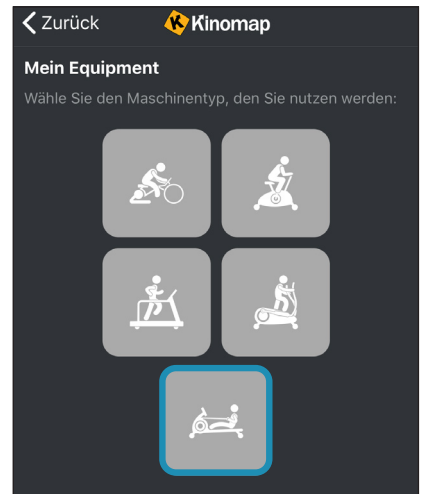 Zurück
Kinomap
Mein Equipment
Wähle Sie den Maschinentyp, den Sie nutzen werden: